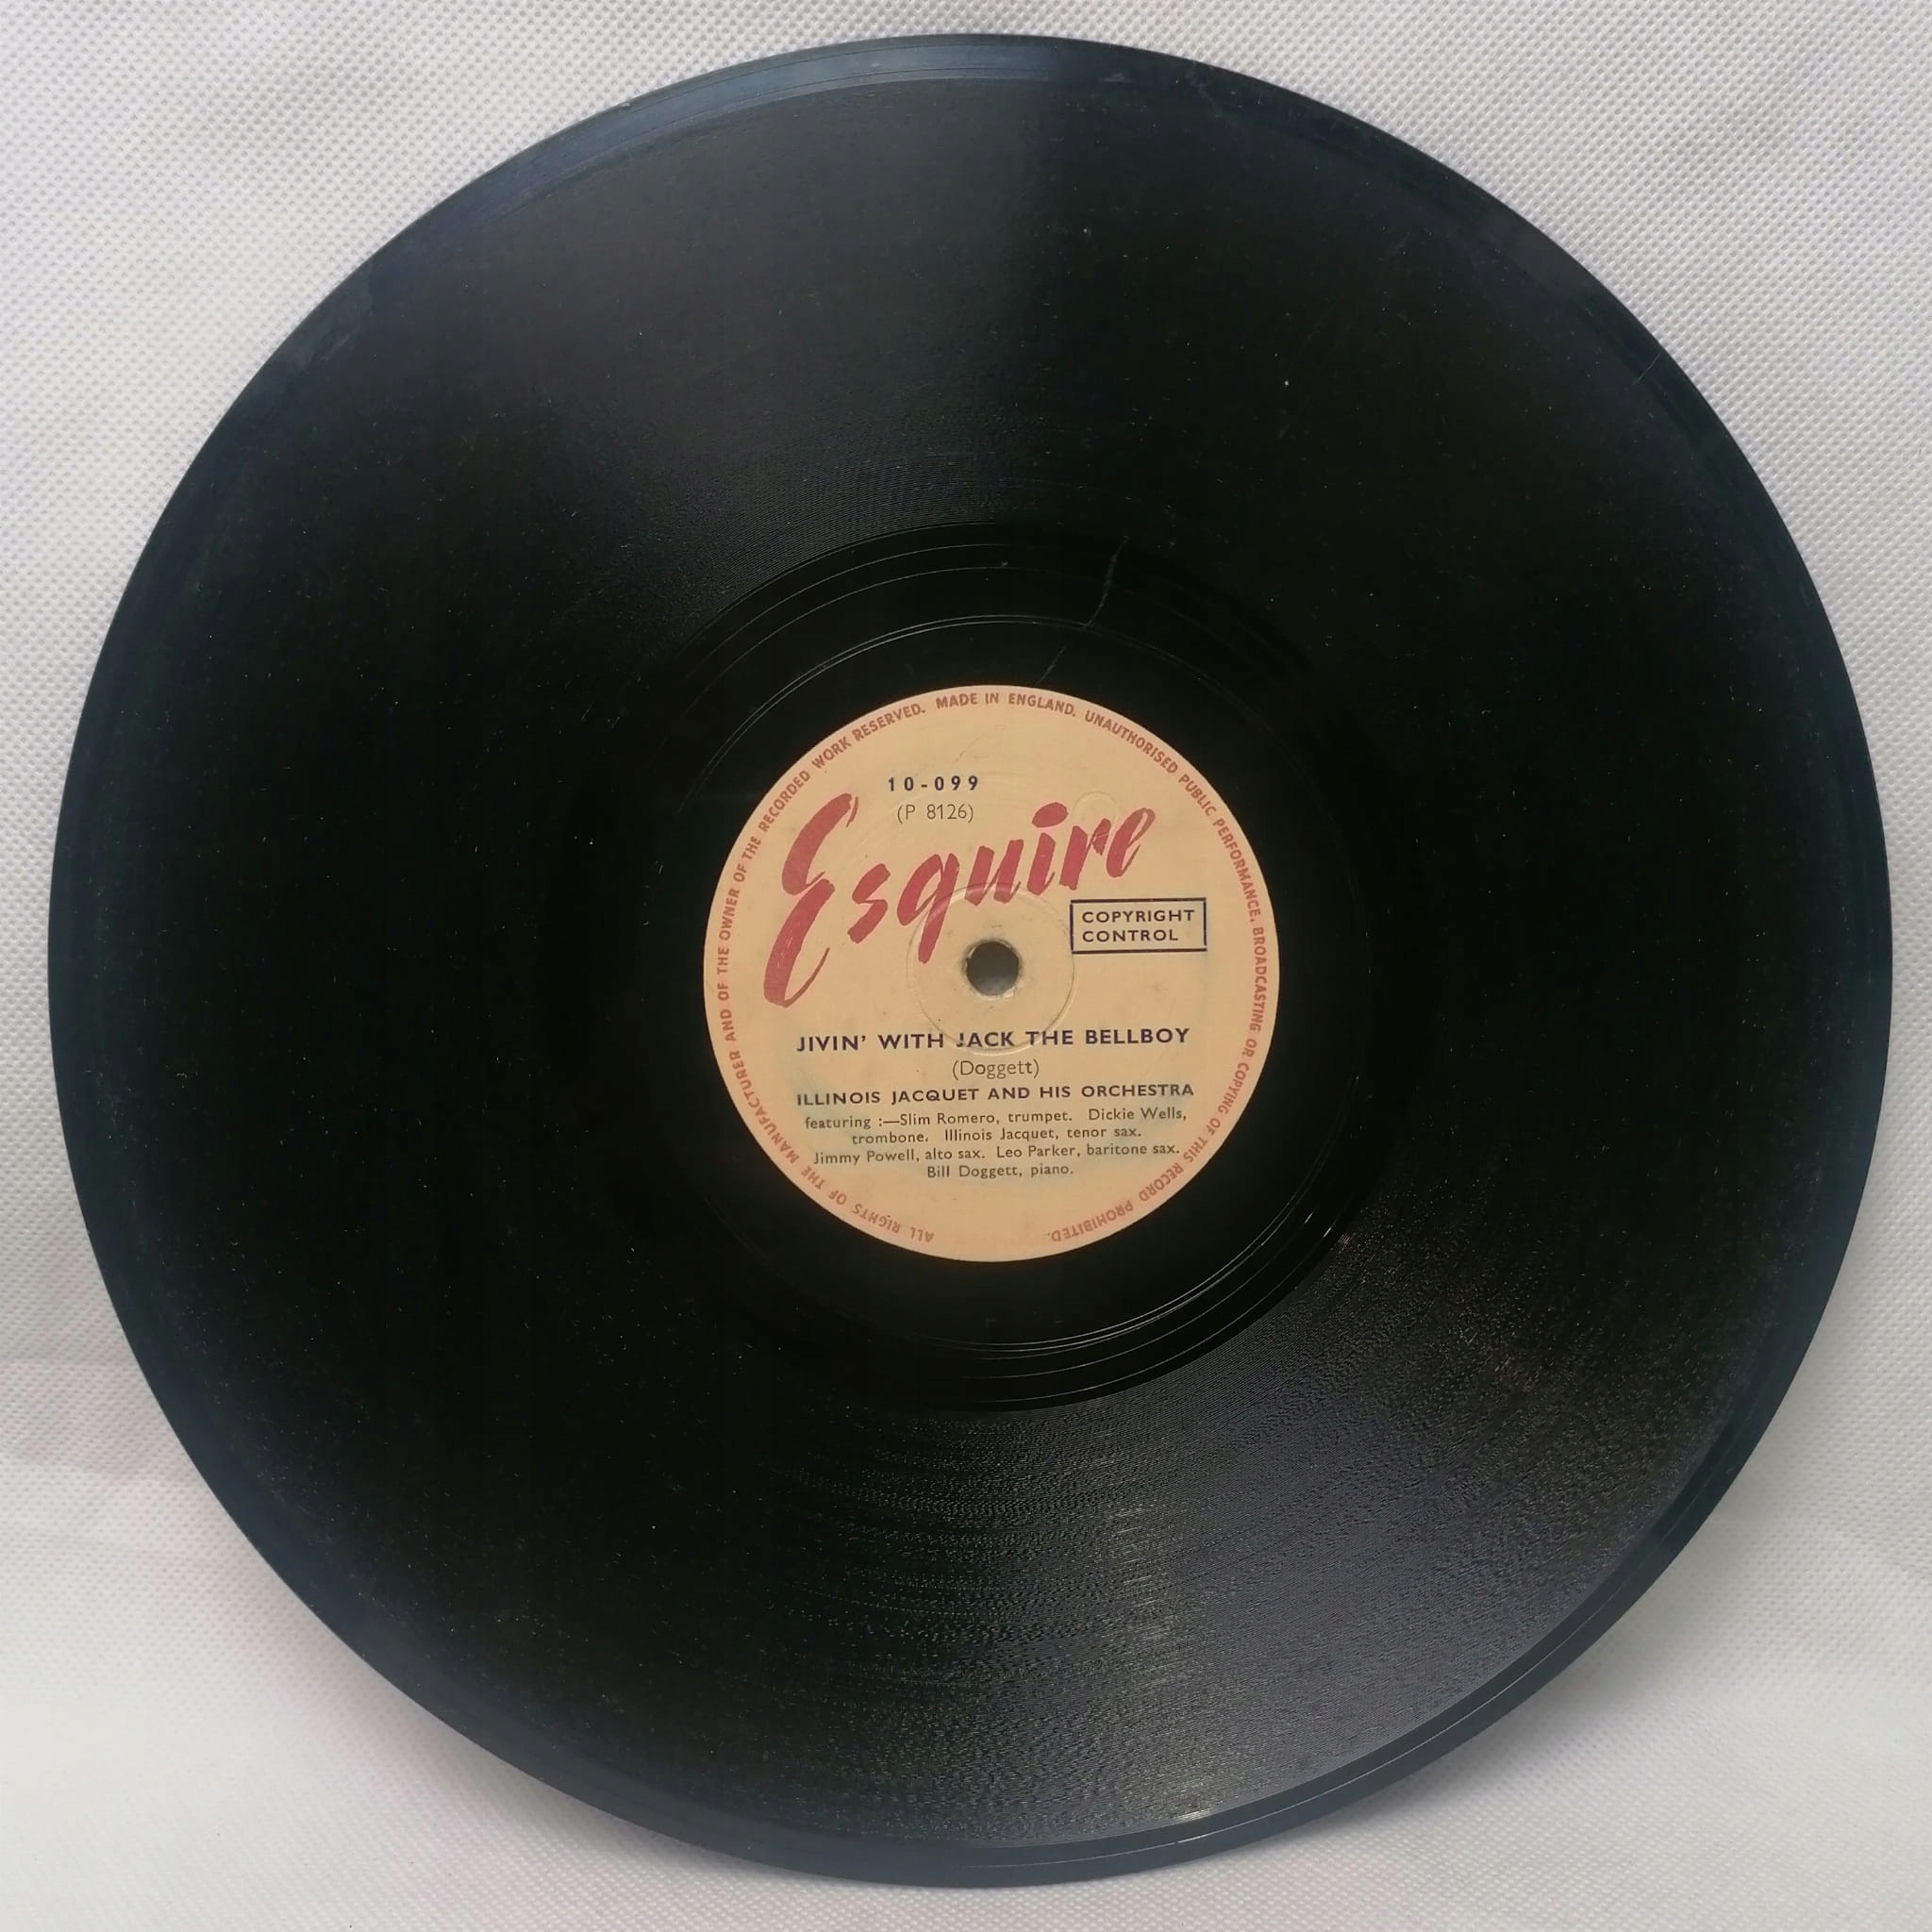 ALL RIGHTS OF THE MANUFACTURER AND OF THE OWNER OF THE RECORDED WORK RESERVED. MADE IN ENGLAND. UNAUTHORISED PUBLIC PERFORMANCE, BROADCASTING OR COPYING OF THIS RECORD PROHIBITED.
10-099
(P 8126)
Esquire
COPYRIGHT
CONTROL
JIVIN' WITH JACK THE BELLBOY
(Doggett)
ILLINOIS JACQUET AND HIS ORCHESTRA
featuring :—Slim Romero, trumpet. Dickie Wells,
trombone. Illinois Jacquet, tenor sax.
Jimmy Powell, alto sax. Leo Parker, baritone sax.
Bill Doggett, piano.